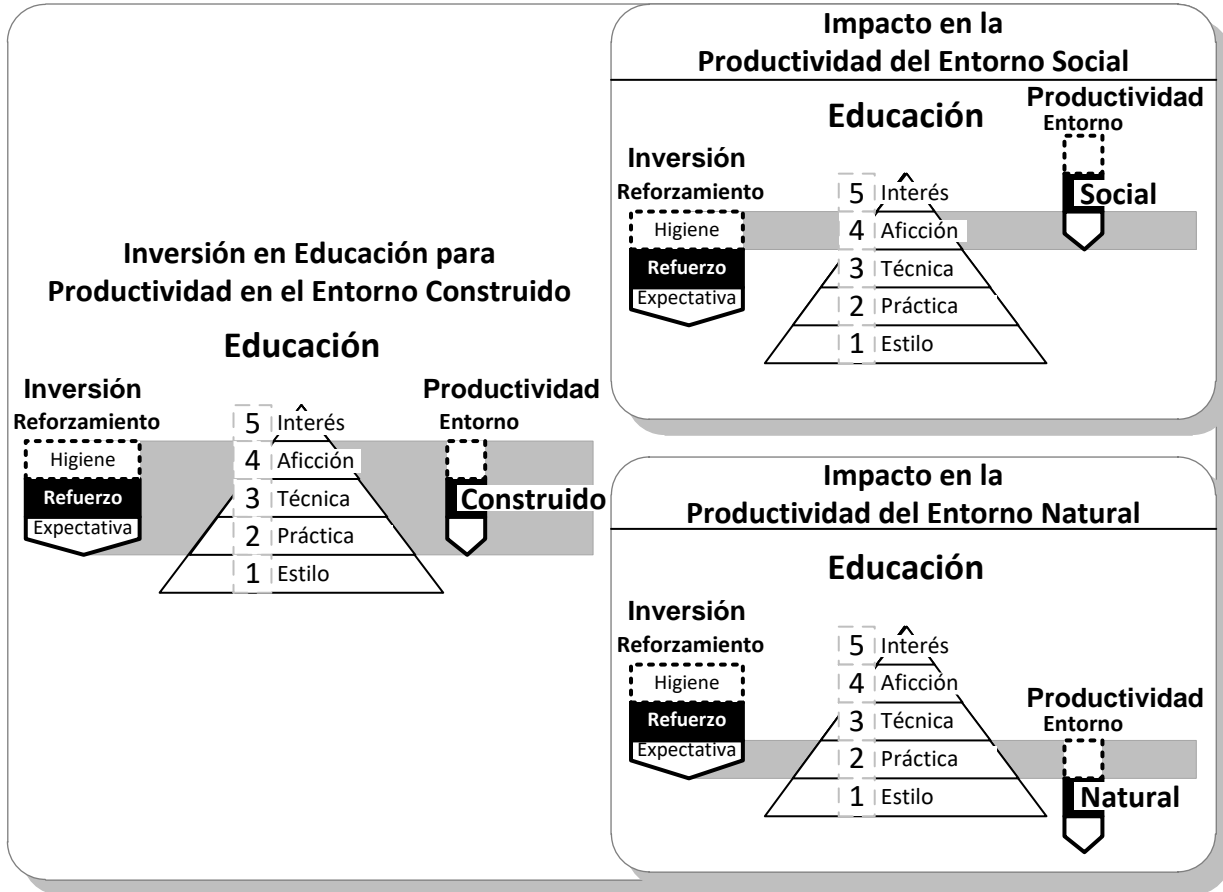 Inversión en Educación para
Productividad en el Entorno Construido
Educación
Inversión
Productividad
Reforzamiento
Entorno
5 Interés
Higiene
4 Aficción
Refuerzo
3 Técnica
Construido
Expectativa
2 Práctica
1 Estilo
Impacto en la
Productividad del Entorno Social
Productividad
Educación
Entorno
Inversión
Reforzamiento
5 Interés
Social
Higiene
4 Aficción
Refuerzo
3 Técnica
Expectativa
2 Práctica
1 Estilo
Impacto en la
Productividad del Entorno Natural
Educación
Inversión
Reforzamiento
5 Interés
Higiene
4 Aficción
Productividad
Refuerzo
3 Técnica
Entorno
Expectativa
2 Práctica
1 Estilo
Natural